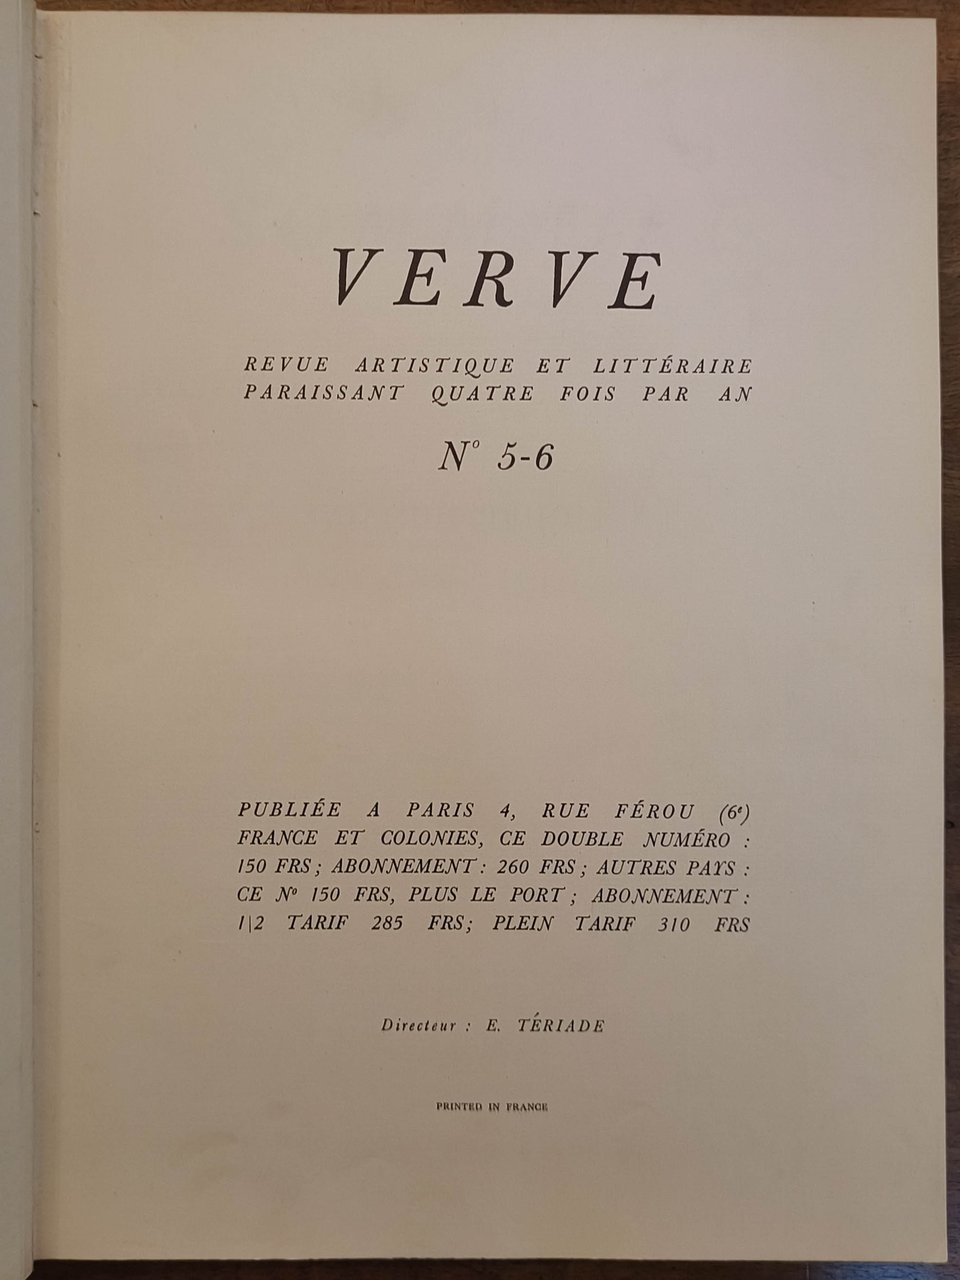 VERVE
REVUE ARTISTIQUE ET LITTÉRAIRE
PARAISSANT QUATRE FOIS PAR AN
Nº 5-6
PUBLIÉE A PARIS 4, RUE FÉROU (6e)
FRANCE ET COLONIES, CE DOUBLE NUMÉRO :
150 FRS ; ABONNEMENT : 260 FRS ; AUTRES PAYS :
CE Nº 150 FRS, PLUS LE PORT ; ABONNEMENT :
1|2 TARIF 285 FRS; PLEIN TARIF 310 FRS
Directeur : E. TÉRIADE
PRINTED IN FRANCE